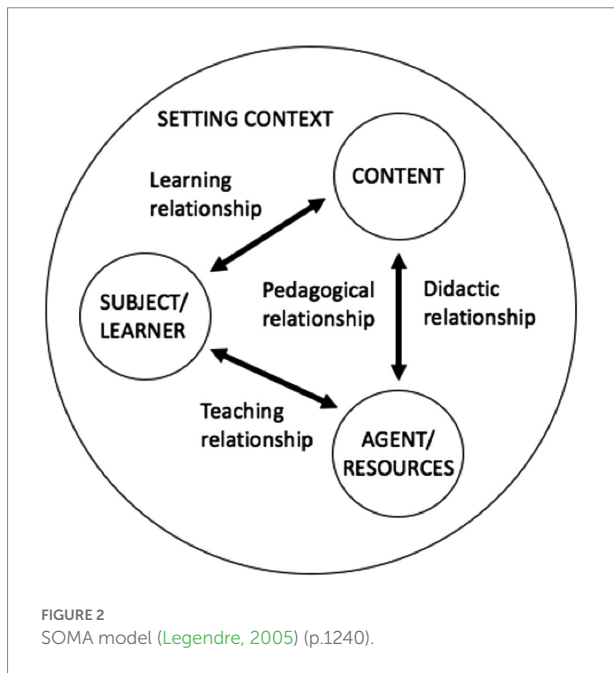 SETTING CONTEXT
CONTENT
Learning
relationship
SUBJECT/
LEARNER
Pedagogical
relationship
Didactic
relationship
Teaching
relationship
AGENT/
RESOURCES
FIGURE 2
SOMA model (Legendre, 2005) (p.1240).